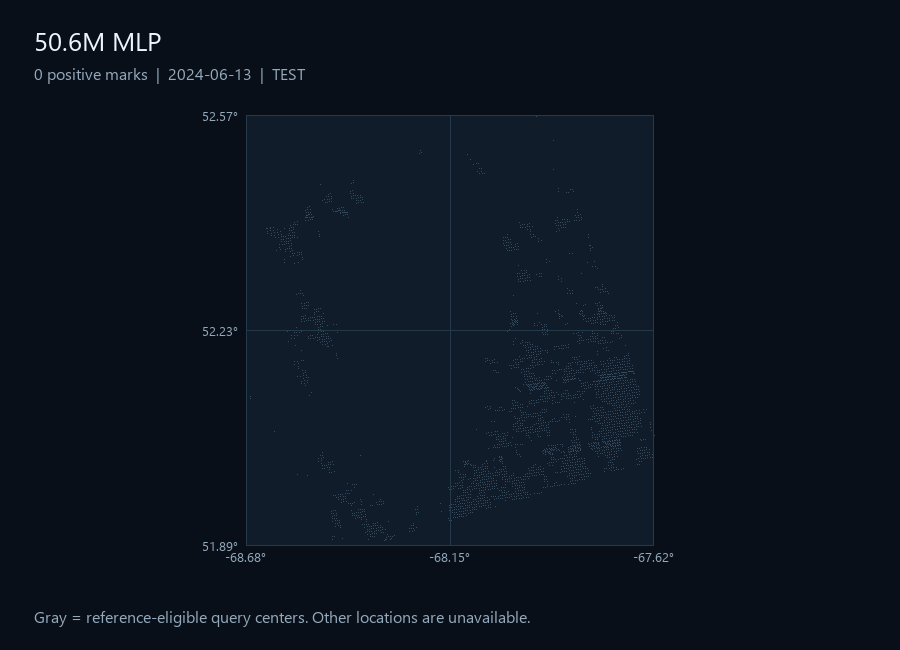 50.6M MLP
0 positive marks | 2024-06-13 | TEST
52.57°
52.23°
51.89°
-68.68°
-68.15°
-67.62°
Gray = reference-eligible query centers. Other locations are unavailable.